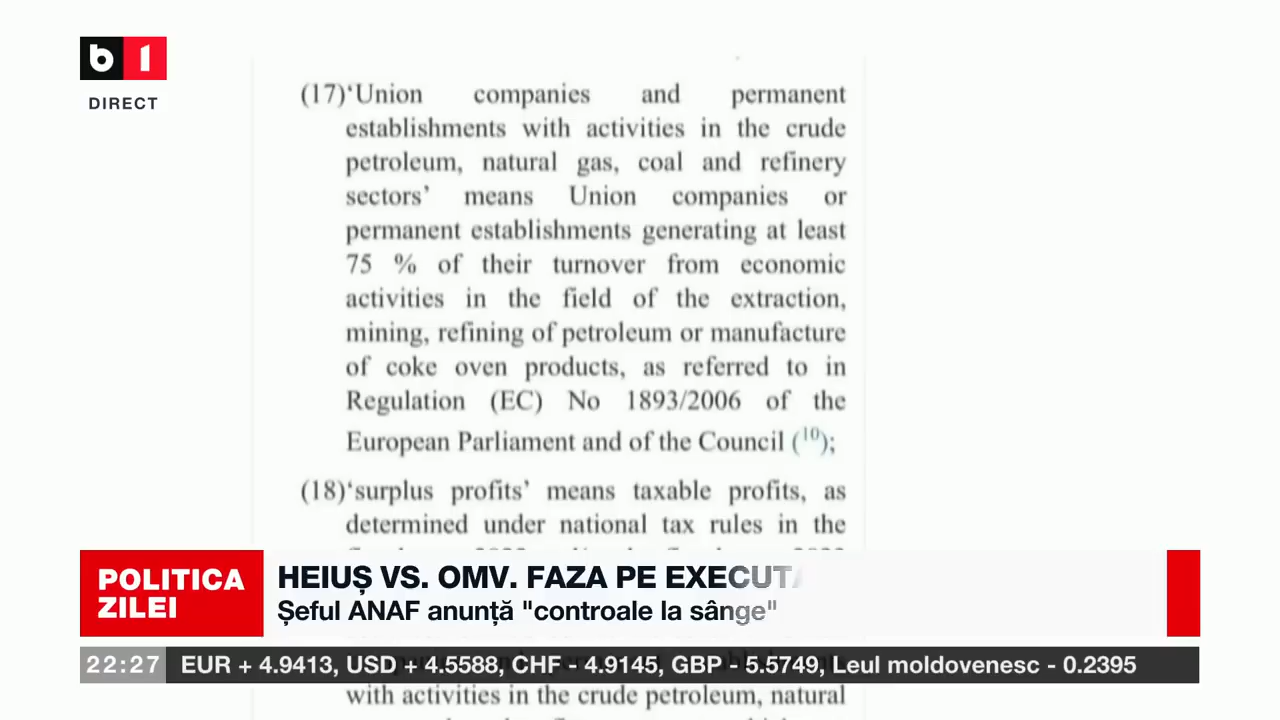 b 1
DIRECT
(17)‘Union companies and permanent
establishments with activities in the crude
petroleum, natural gas, coal and refinery
sectors’ means Union companies or
permanent establishments generating at least
75 % of their turnover from economic
activities in the field of the extraction,
mining, refining of petroleum or manufacture
of coke oven products, as referred to in
Regulation (EC) No 1893/2006 of the
European Parliament and of the Council (10);
(18)‘surplus profits’ means taxable profits, as
determined under national tax rules in the
POLITICA
ZILEI
HEIUȘ VS. OMV. FAZA PE EXECUTA
Șeful ANAF anunță "controale la sânge"
22:27 EUR + 4.9413, USD + 4.5588, CHF - 4.9145, GBP - 5.5749, Leul moldovenesc - 0.2395
with activities in the crude petroleum, natural